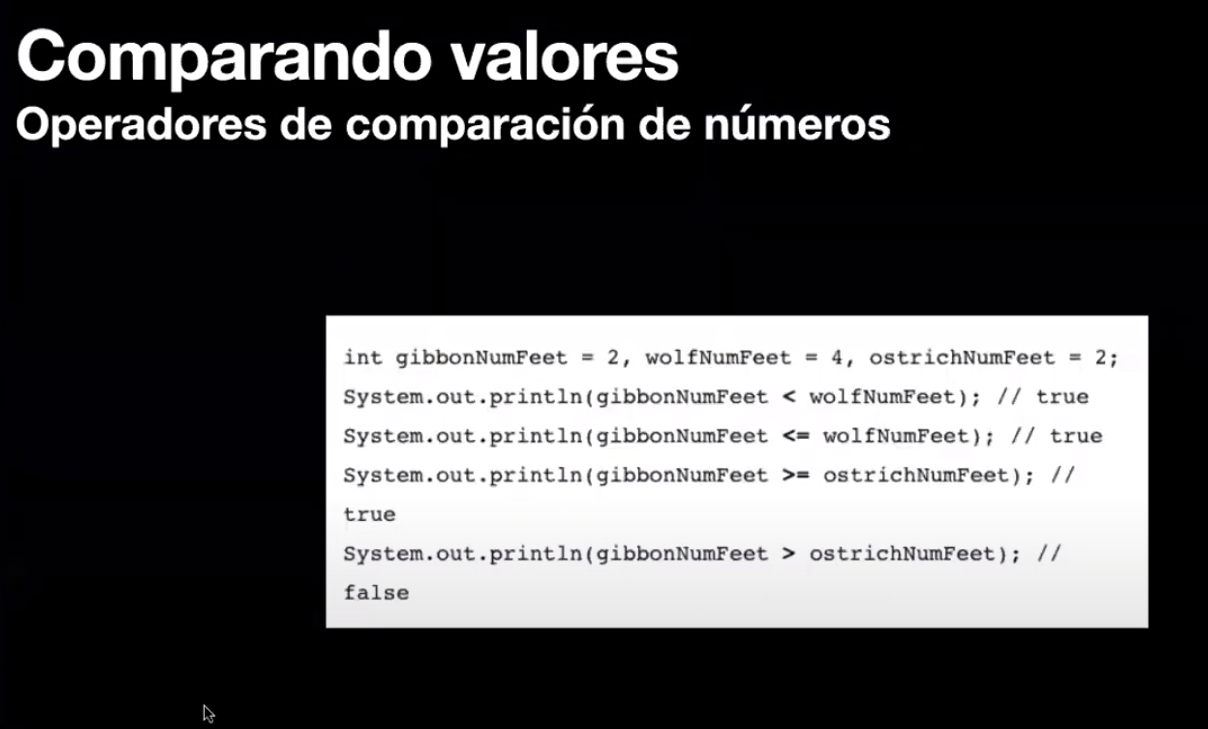 Comparando valores
Operadores de comparación de números
int gibbonNumFeet = 2, wolfNumFeet = 4, ostrichNumFeet = 2;
System.out.println(gibbonNumFeet < wolfNumFeet); // true
System.out.println(gibbonNumFeet <= wolfNumFeet); // true
System.out.println(gibbonNumFeet >= ostrichNumFeet); //
true
System.out.println(gibbonNumFeet > ostrichNumFeet); //
false